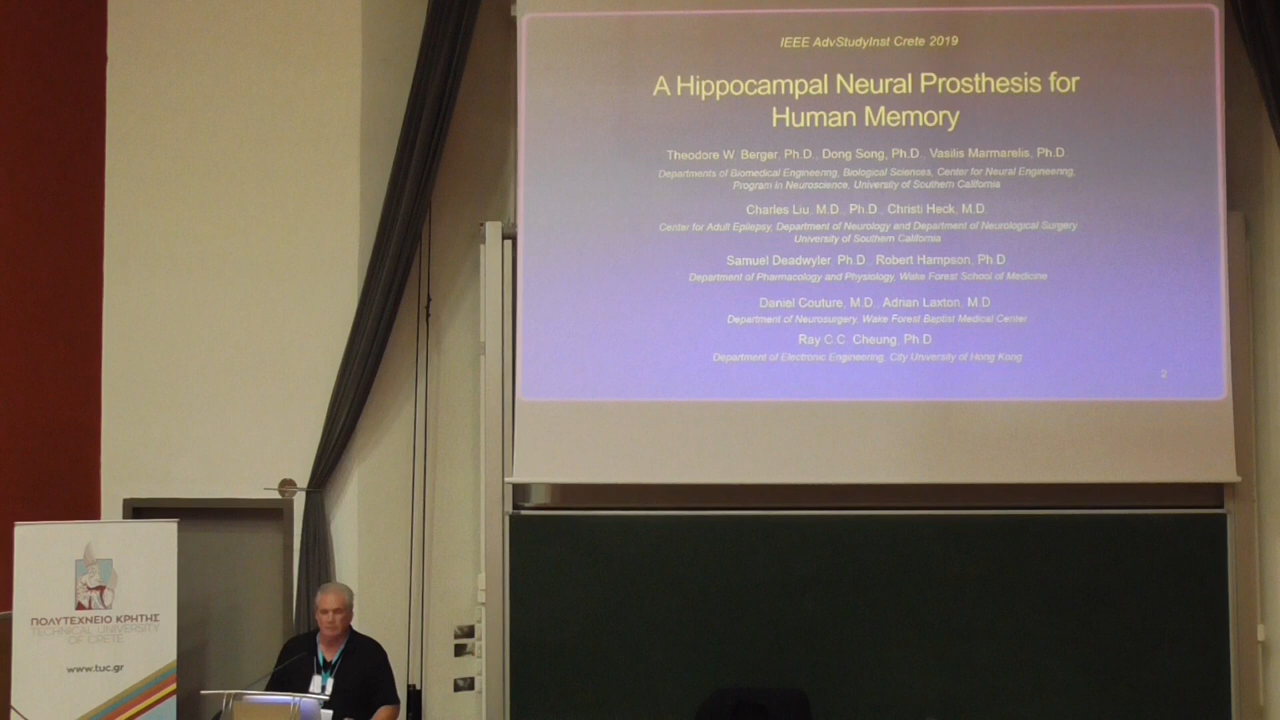 IEEE AdvStudyInst Crete 2019
A Hippocampal Neural Prosthesis for
Human Memory
Theodore W. Berger, Ph.D., Dong Song, Ph.D., Vasilis Marmarelis, Ph.D.
Departments of Biomedical Engineering, Biological Sciences, Center for Neural Engineering,
Program in Neuroscience, University of Southern California
Charles Liu, M.D., Ph.D., Christi Heck, M.D.
Center for Adult Epilepsy, Department of Neurology and Department of Neurological Surgery
University of Southern California
Samuel Deadwyler, Ph.D., Robert Hampson, Ph.D.
Department of Pharmacology and Physiology, Wake Forest School of Medicine
Daniel Couture, M.D., Adrian Laxton, M.D.
Department of Neurosurgery, Wake Forest Baptist Medical Center
Ray C.C. Cheung, Ph.D.
Department of Electronic Engineering, City University of Hong Kong
2
ΠΟΛΥΤΕΧΝΕΙΟ ΚΡΗΤΗΣ
TECHNICAL UNIVERSITY
OF CRETE
www.tuc.gr